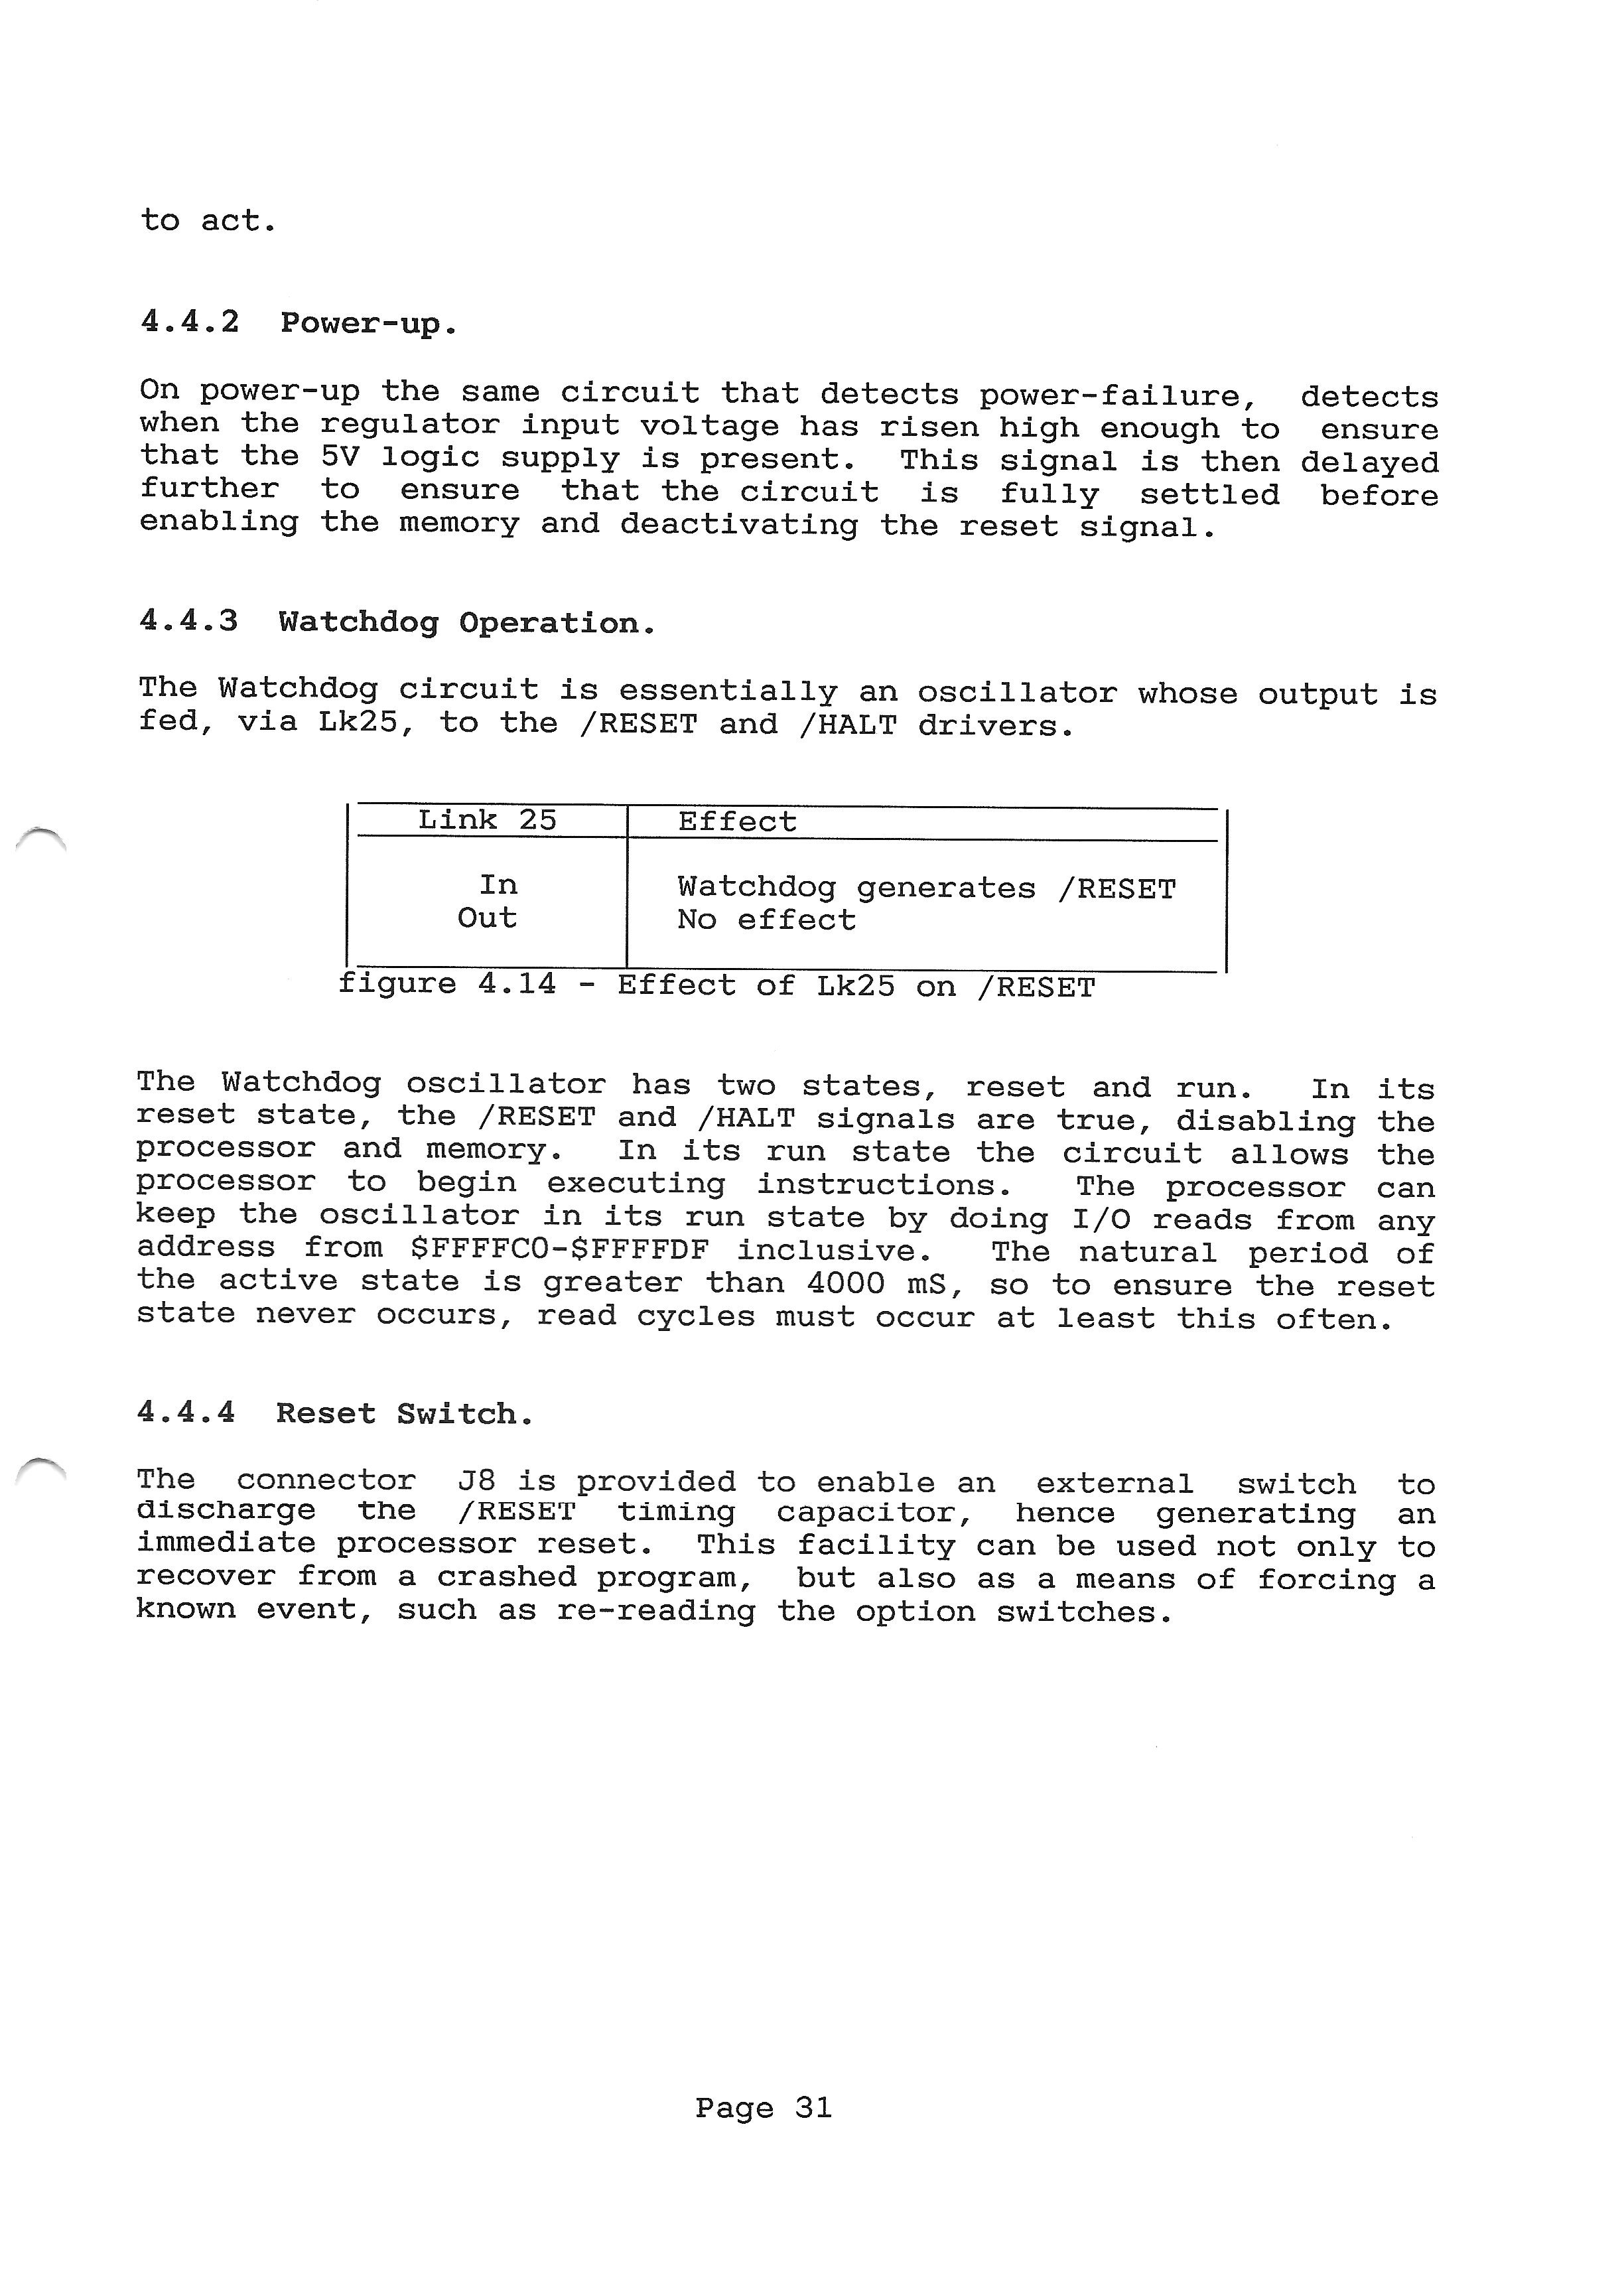 to act.
4.4.2 Power-up.
On power-up the same circuit that detects power-failure, detects
when the regulator input voltage has risen high enough to ensure
that the 5V logic supply is present. This signal is then delayed
further to ensure that the circuit is fully settled before
enabling the memory and deactivating the reset signal.
4.4.3 Watchdog Operation.
The Watchdog circuit is essentially an oscillator whose output is
fed, via Lk25, to the /RESET and /HALT drivers.
Link 25 Effect
In Watchdog generates /RESET
Out No effect
figure 4.14 - Effect of Lk25 on /RESET
The Watchdog oscillator has two states, reset and run. In its
reset state, the /RESET and /HALT signals are true, disabling the
processor and memory. In its run state the circuit allows the
processor to begin executing instructions. The processor can
keep the oscillator in its run state by doing I/O reads from any
address from $FFFFC0-$FFFFDF inclusive. The natural period of
the active state is greater than 4000 mS, so to ensure the reset
state never occurs, read cycles must occur at least this often.
4.4.4 Reset Switch.
The connector J8 is provided to enable an external switch to
discharge the /RESET timing capacitor, hence generating an
immediate processor reset. This facility can be used not only to
recover from a crashed program, but also as a means of forcing a
known event, such as re-reading the option switches.
Page 31